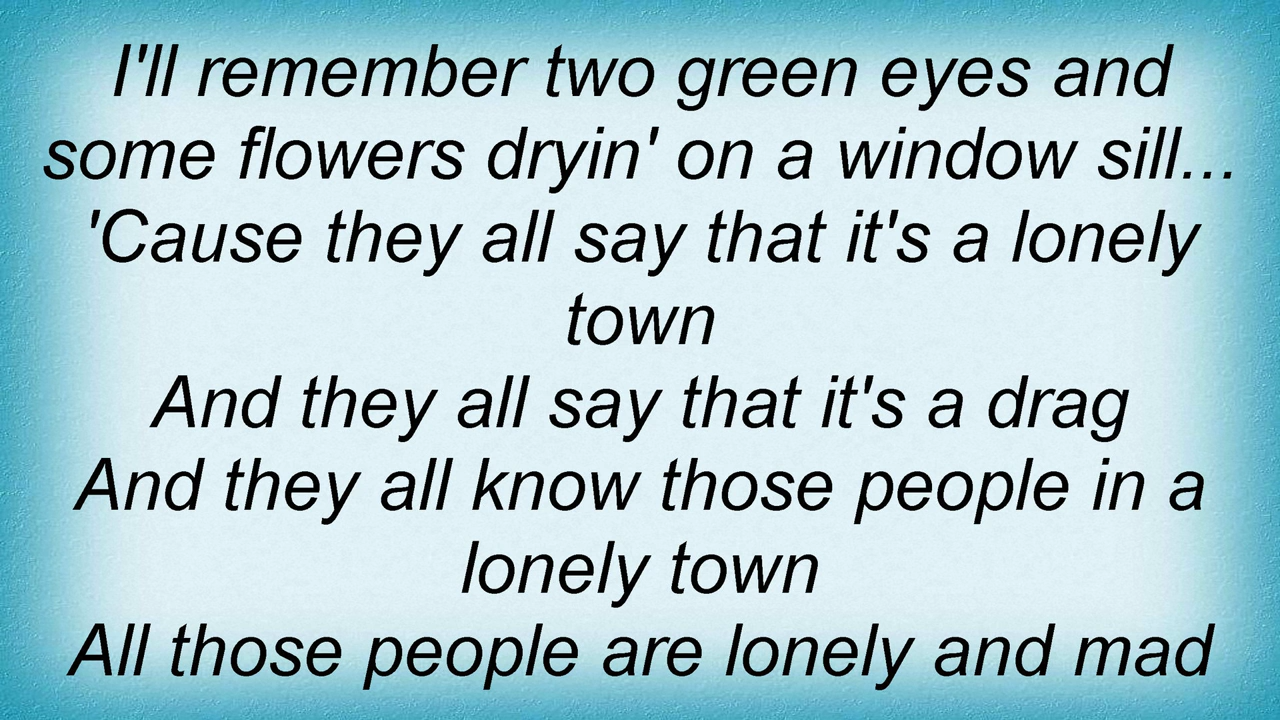 I'll remember two green eyes and
some flowers dryin' on a window sill...
'Cause they all say that it's a lonely
town
And they all say that it's a drag
And they all know those people in a
lonely town
All those people are lonely and mad